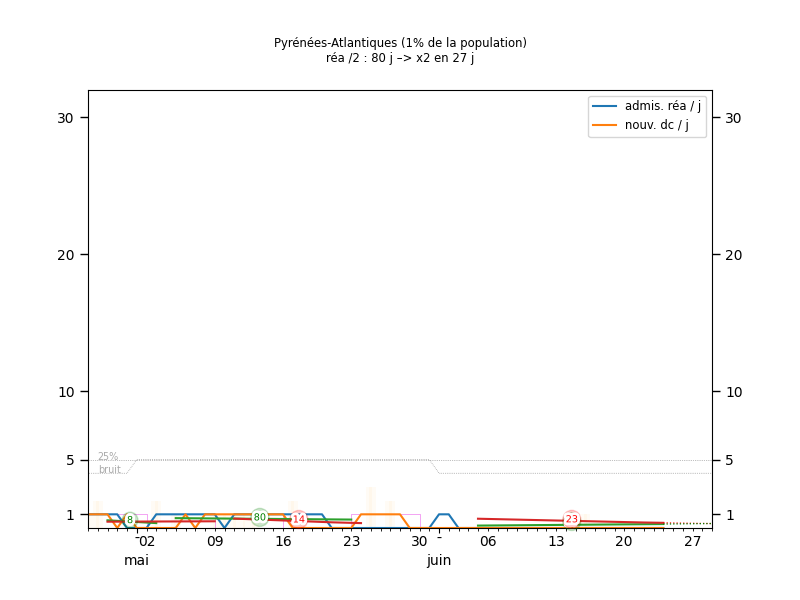 Pyrénées-Atlantiques (1% de la population)
réa /2 : 80 j –> x2 en 27 j
admis. réa / j
nouv. dc / j
30 30
20 20
10 10
5 5
1 1
25%
bruit
8 80 14 23
02 09 16 23 30 06 13 20 27
mai juin